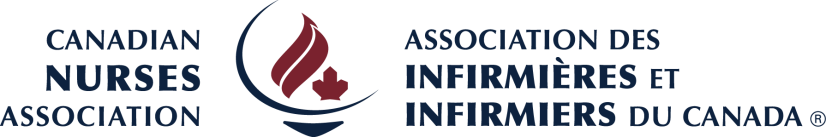 CANADIAN
NURSES
ASSOCIATION
ASSOCIATION DES
INFIRMIÈRES ET
INFIRMIERS DU CANADA ®